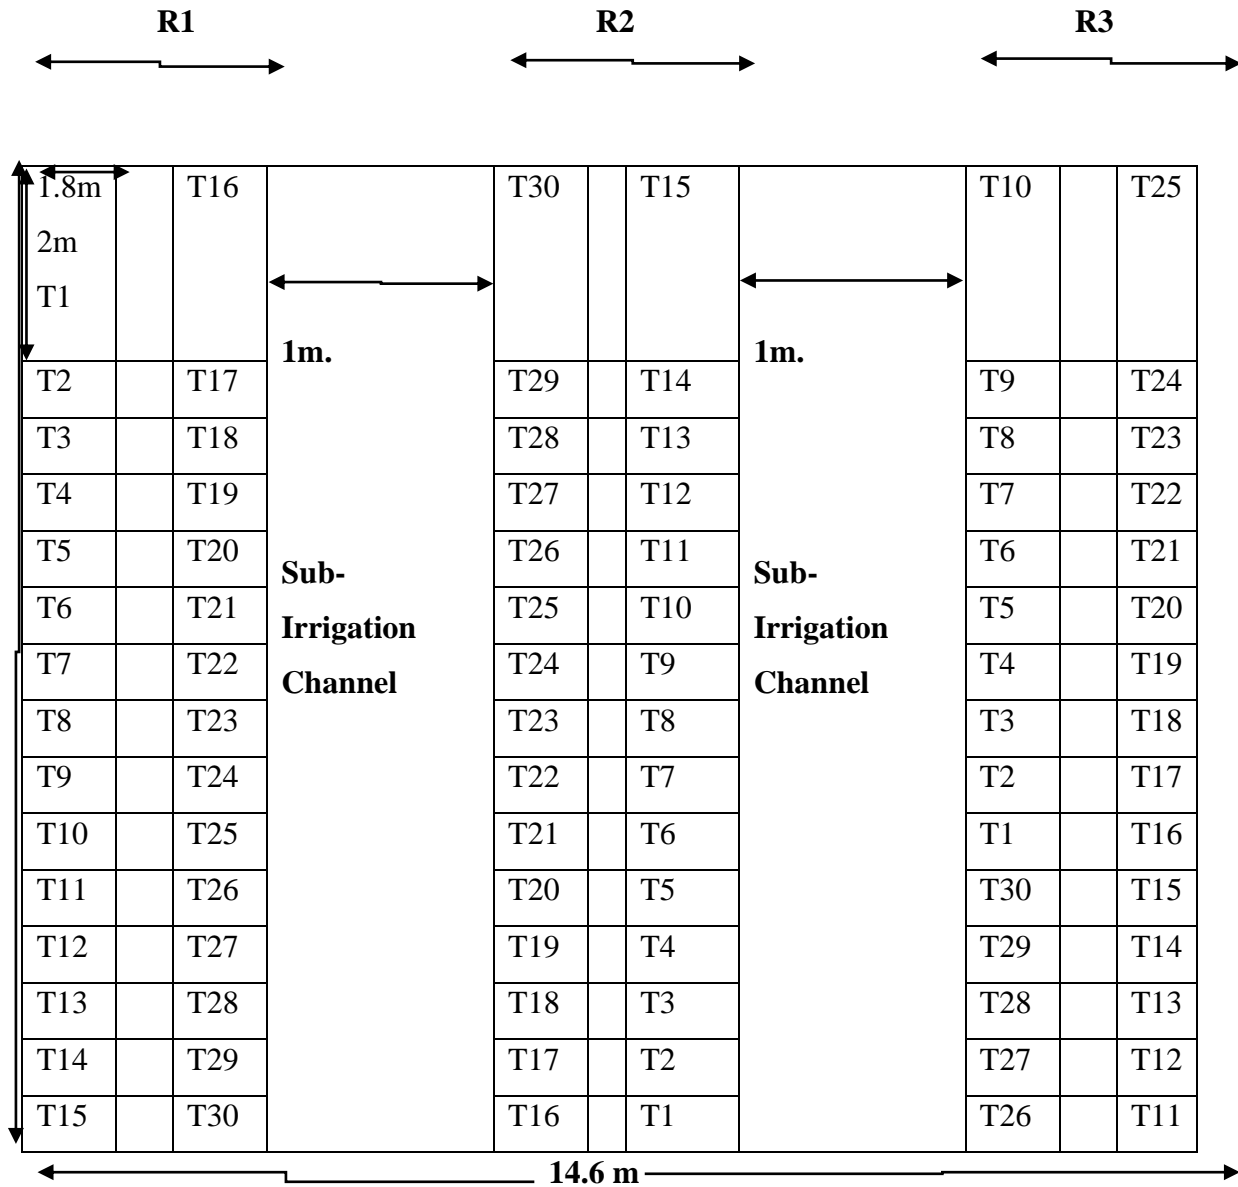 R1 R2 R3
1.8m T16 T30 T15 T10 T25
2m
T1
1m. 1m.
T2 T17 T29 T14 T9 T24
T3 T18 T28 T13 T8 T23
T4 T19 T27 T12 T7 T22
T5 T20 T26 T11 T6 T21
Sub- Sub-
T6 T21 T25 T10 T5 T20
Irrigation Irrigation
T7 T22 T24 T9 T4 T19
Channel Channel
T8 T23 T23 T8 T3 T18
T9 T24 T22 T7 T2 T17
T10 T25 T21 T6 T1 T16
T11 T26 T20 T5 T30 T15
T12 T27 T19 T4 T29 T14
T13 T28 T18 T3 T28 T13
T14 T29 T17 T2 T27 T12
T15 T30 T16 T1 T26 T11
14.6 m